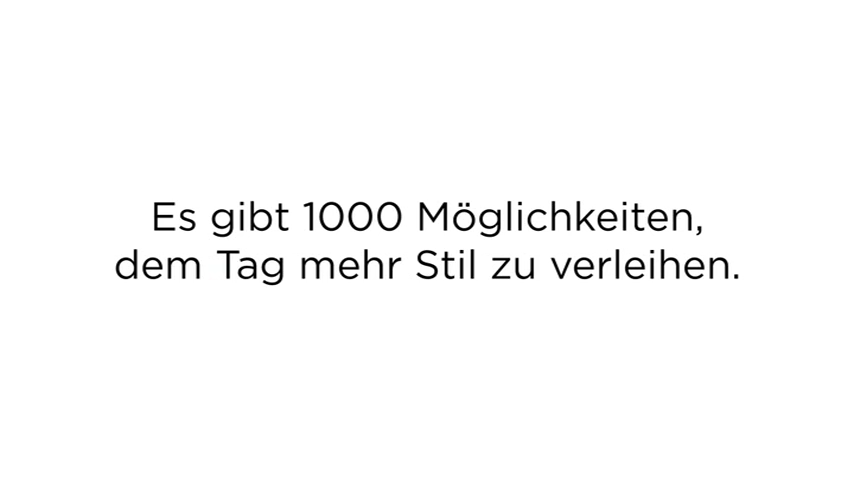 Es gibt 1000 Möglichkeiten,
dem Tag mehr Stil zu verleihen.